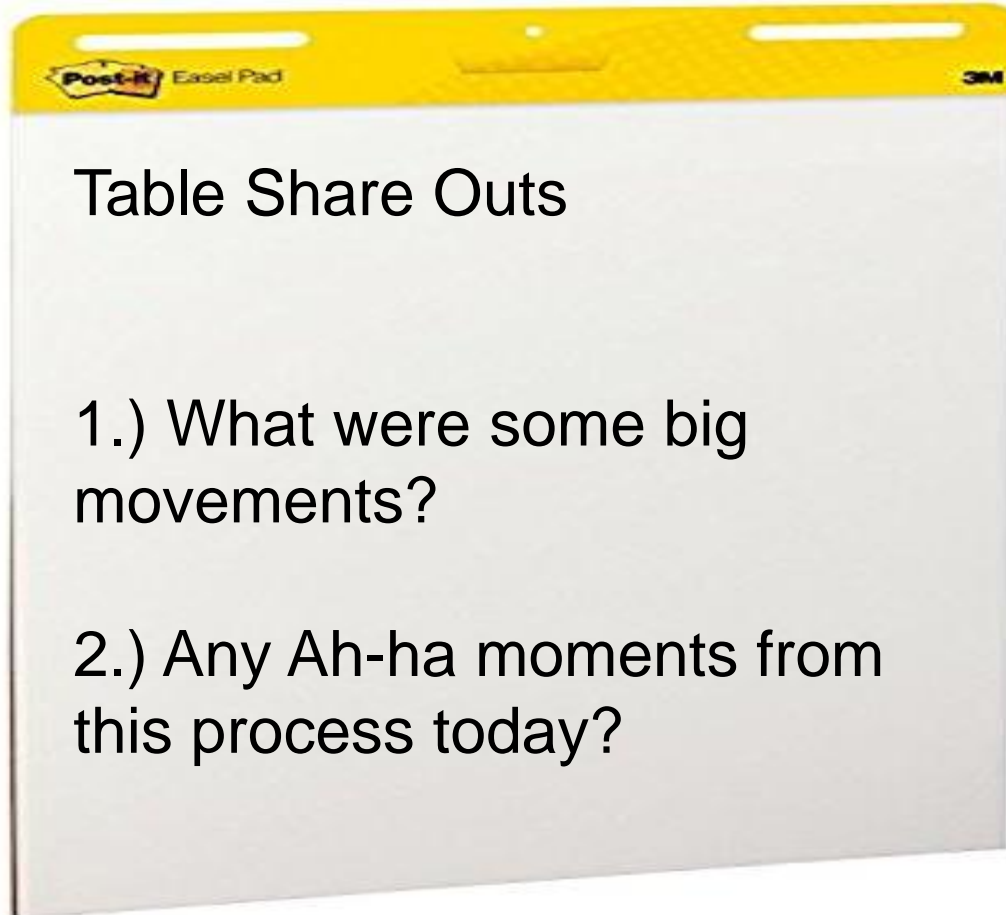 Post-it Easel Pad
3M
Table Share Outs
1.) What were some big
movements?
2.) Any Ah-ha moments from
this process today?